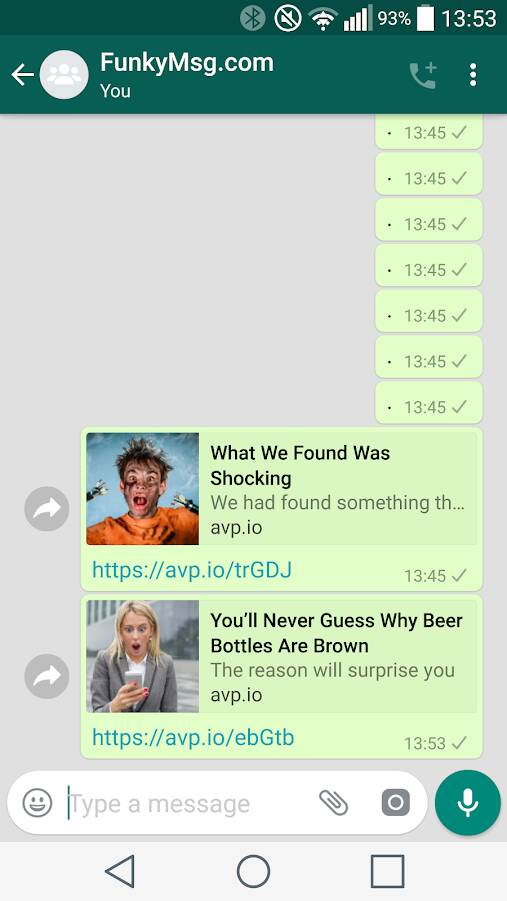 93% 13:53
FunkyMsg.com
You
. 13:45
. 13:45
. 13:45
. 13:45
. 13:45
. 13:45
. 13:45
What We Found Was
Shocking
We had found something th...
avp.io
https://avp.io/trGDJ 13:45
You’ll Never Guess Why Beer
Bottles Are Brown
The reason will surprise you
avp.io
https://avp.io/ebGtb 13:53
Type a message